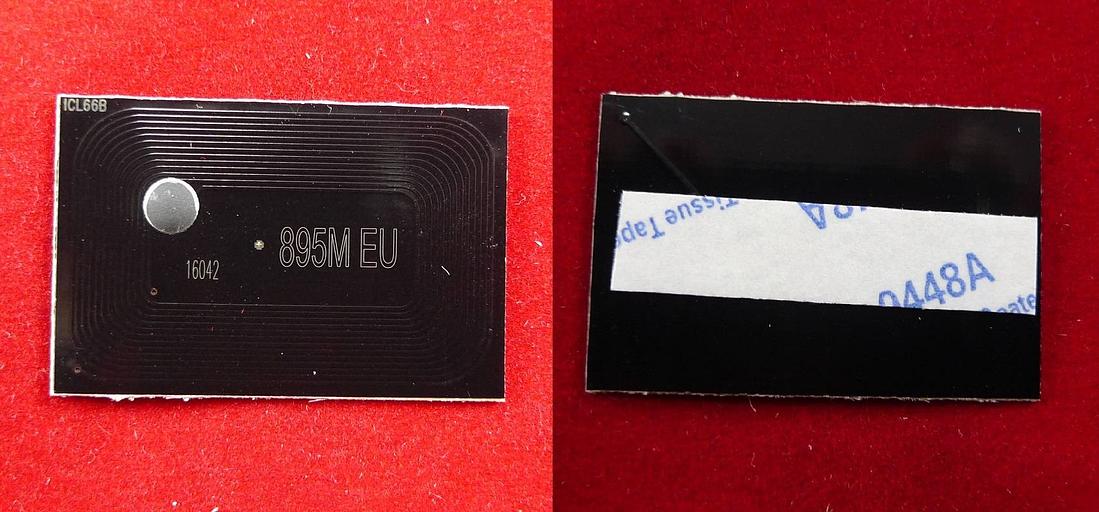 ICL66B
895M EU
16042
Tissue Tape
0448A